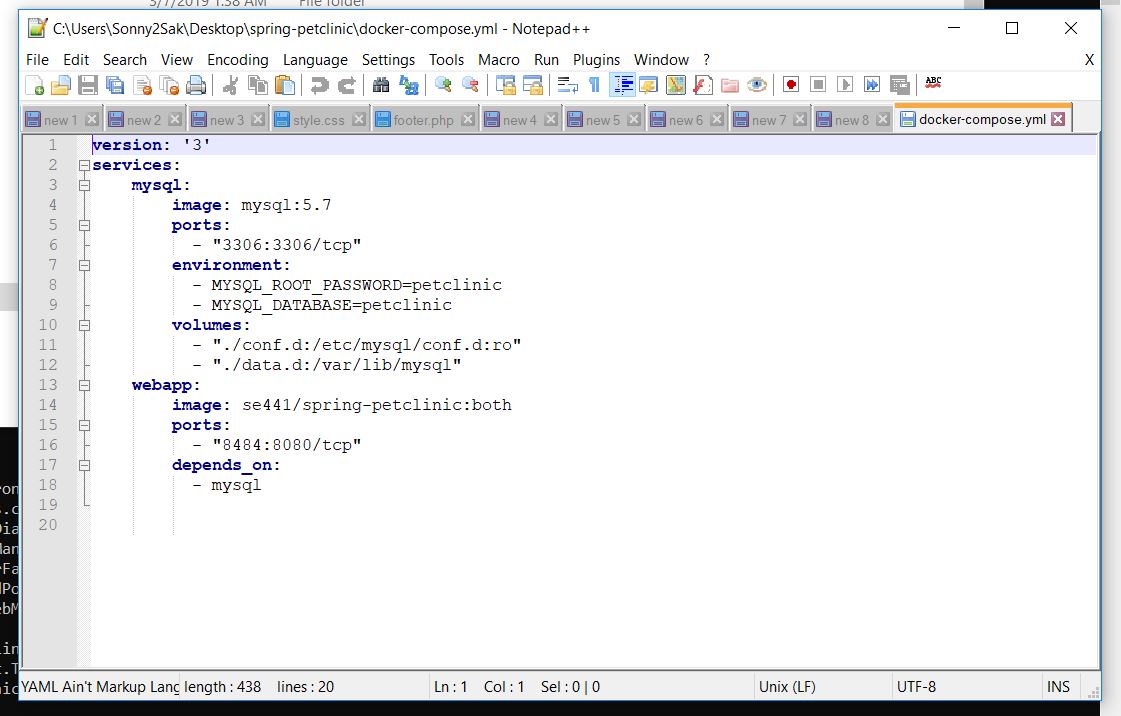 3/7/2019 1:38 AM File folder
C:\Users\Sonny2Sak\Desktop\spring-petclinic\docker-compose.yml - Notepad++
File Edit Search View Encoding Language Settings Tools Macro Run Plugins Window ? X
ABC
new 1 new 2 new 3 style.css footer.php new 4 new 5 new 6 new 7 new 8 docker-compose.yml
1 version: '3'
2 services:
3 mysql:
4 image: mysql:5.7
5 ports:
6 - "3306:3306/tcp"
7 environment:
8 - MYSQL_ROOT_PASSWORD=petclinic
9 - MYSQL_DATABASE=petclinic
10 volumes:
11 - "./conf.d:/etc/mysql/conf.d:ro"
12 - "./data.d:/var/lib/mysql"
13 webapp:
14 image: se441/spring-petclinic:both
15 ports:
16 - "8484:8080/tcp"
17 depends_on:
18 - mysql
19
20
YAML Ain't Markup Lang length : 438 lines : 20 Ln : 1 Col : 1 Sel : 0 | 0 Unix (LF) UTF-8 INS